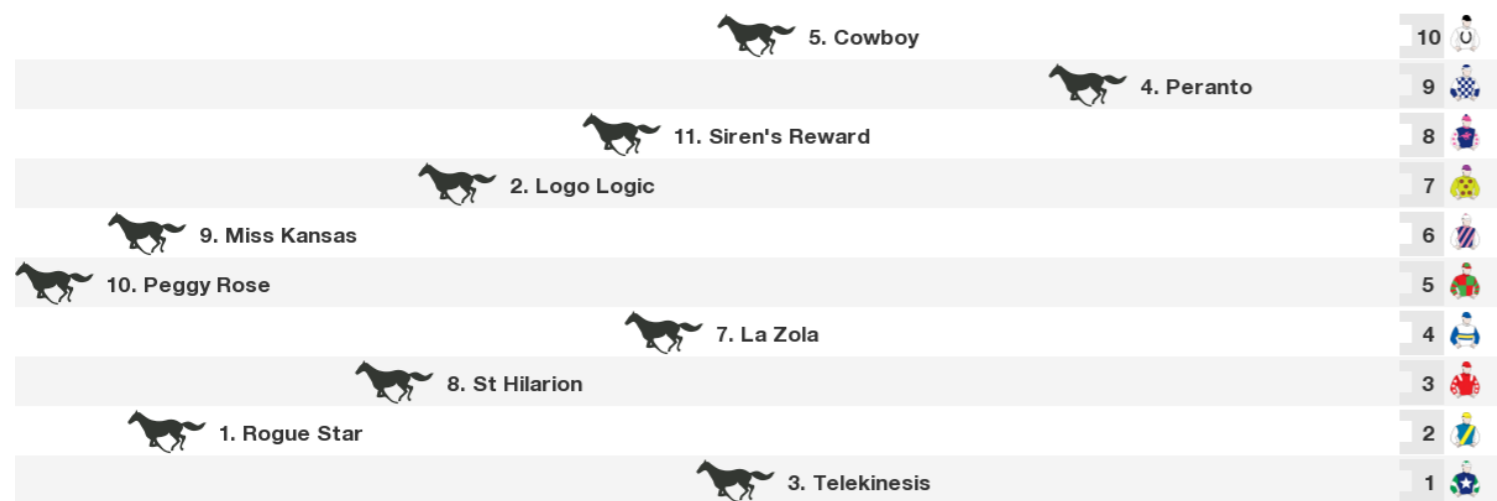 5. Cowboy 10
4. Peranto 9
11. Siren's Reward 8
2. Logo Logic 7
9. Miss Kansas 6
10. Peggy Rose 5
7. La Zola 4
8. St Hilarion 3
1. Rogue Star 2
3. Telekinesis 1